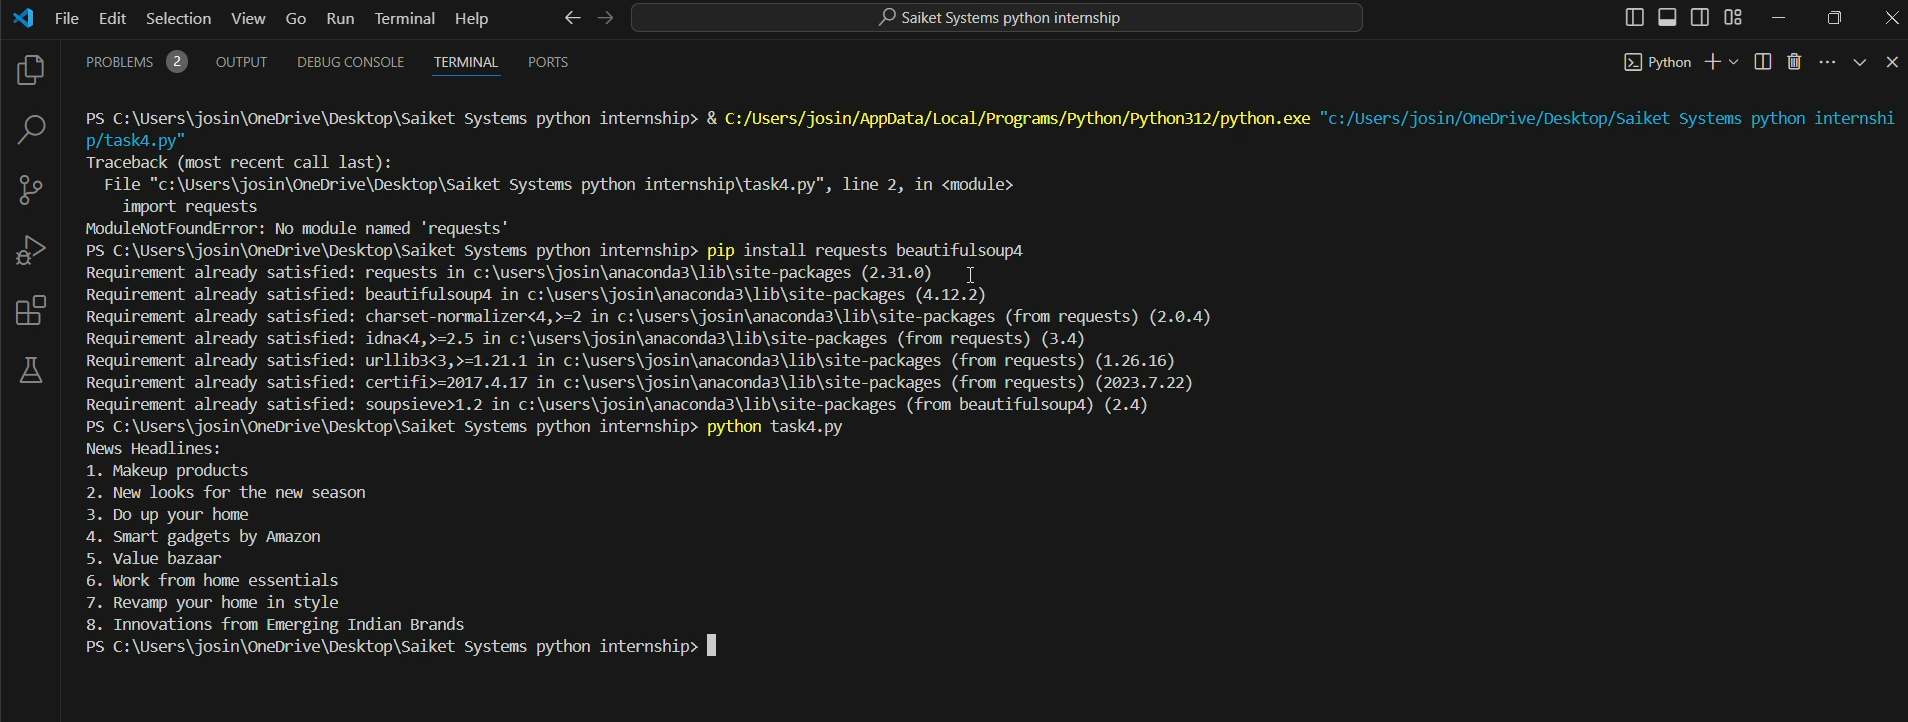 File Edit Selection View Go Run Terminal Help Saiket Systems python internship
PROBLEMS 2 OUTPUT DEBUG CONSOLE TERMINAL PORTS Python
PS C:\Users\josin\OneDrive\Desktop\Saiket Systems python internship> & C:/Users/josin/AppData/Local/Programs/Python/Python312/python.exe "c:/Users/josin/OneDrive/Desktop/Saiket Systems python internshi
p/task4.py"
Traceback (most recent call last):
  File "c:\Users\josin\OneDrive\Desktop\Saiket Systems python internship\task4.py", line 2, in <module>
    import requests
ModuleNotFoundError: No module named 'requests'
PS C:\Users\josin\OneDrive\Desktop\Saiket Systems python internship> pip install requests beautifulsoup4
Requirement already satisfied: requests in c:\users\josin\anaconda3\lib\site-packages (2.31.0)
Requirement already satisfied: beautifulsoup4 in c:\users\josin\anaconda3\lib\site-packages (4.12.2)
Requirement already satisfied: charset-normalizer<4,>=2 in c:\users\josin\anaconda3\lib\site-packages (from requests) (2.0.4)
Requirement already satisfied: idna<4,>=2.5 in c:\users\josin\anaconda3\lib\site-packages (from requests) (3.4)
Requirement already satisfied: urllib3<3,>=1.21.1 in c:\users\josin\anaconda3\lib\site-packages (from requests) (1.26.16)
Requirement already satisfied: certifi>=2017.4.17 in c:\users\josin\anaconda3\lib\site-packages (from requests) (2023.7.22)
Requirement already satisfied: soupsieve>1.2 in c:\users\josin\anaconda3\lib\site-packages (from beautifulsoup4) (2.4)
PS C:\Users\josin\OneDrive\Desktop\Saiket Systems python internship> python task4.py
News Headlines:
1. Makeup products
2. New looks for the new season
3. Do up your home
4. Smart gadgets by Amazon
5. Value bazaar
6. Work from home essentials
7. Revamp your home in style
8. Innovations from Emerging Indian Brands
PS C:\Users\josin\OneDrive\Desktop\Saiket Systems python internship>